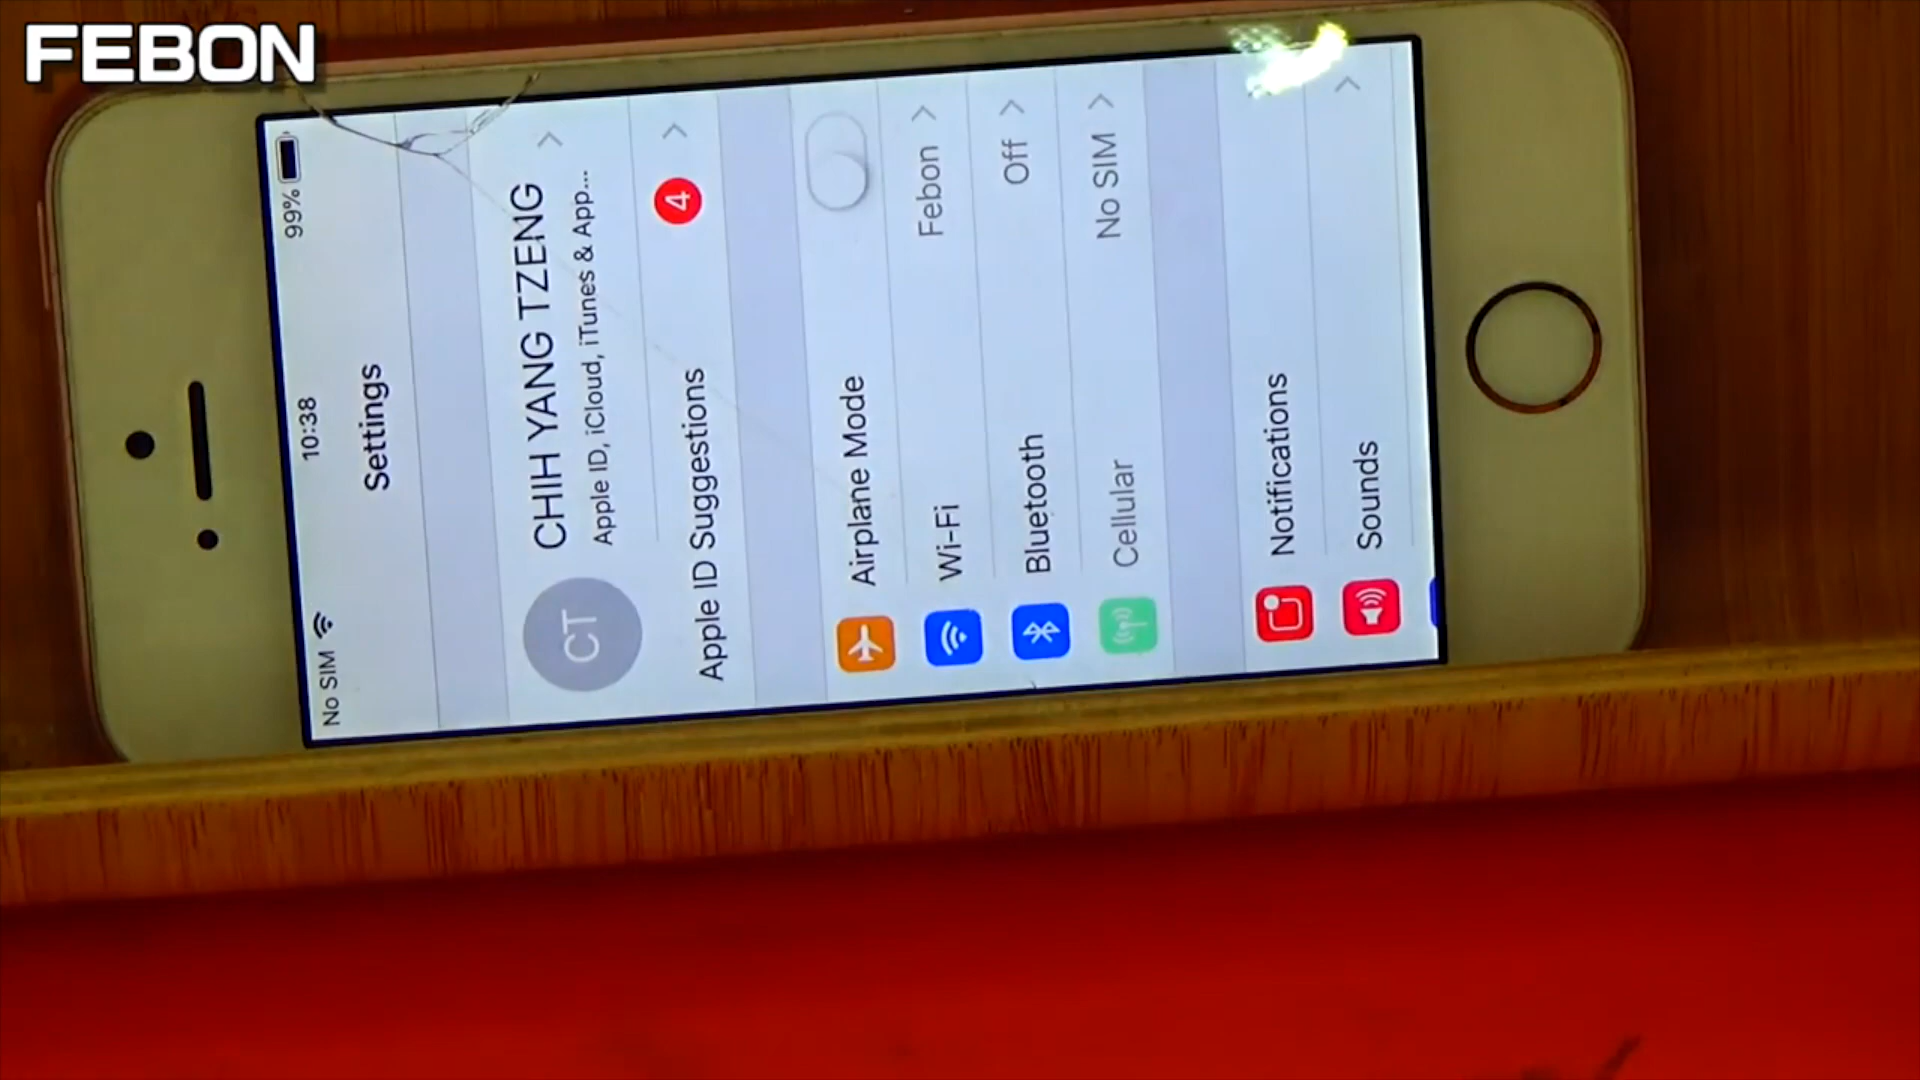 FEBON
No SIM 10:38 99%
Settings
CT
CHIH YANG TZENG
Apple ID, iCloud, iTunes & App...
Apple ID Suggestions 4
Airplane Mode
Wi-Fi Febon
Bluetooth Off
Cellular No SIM
Notifications
Sounds